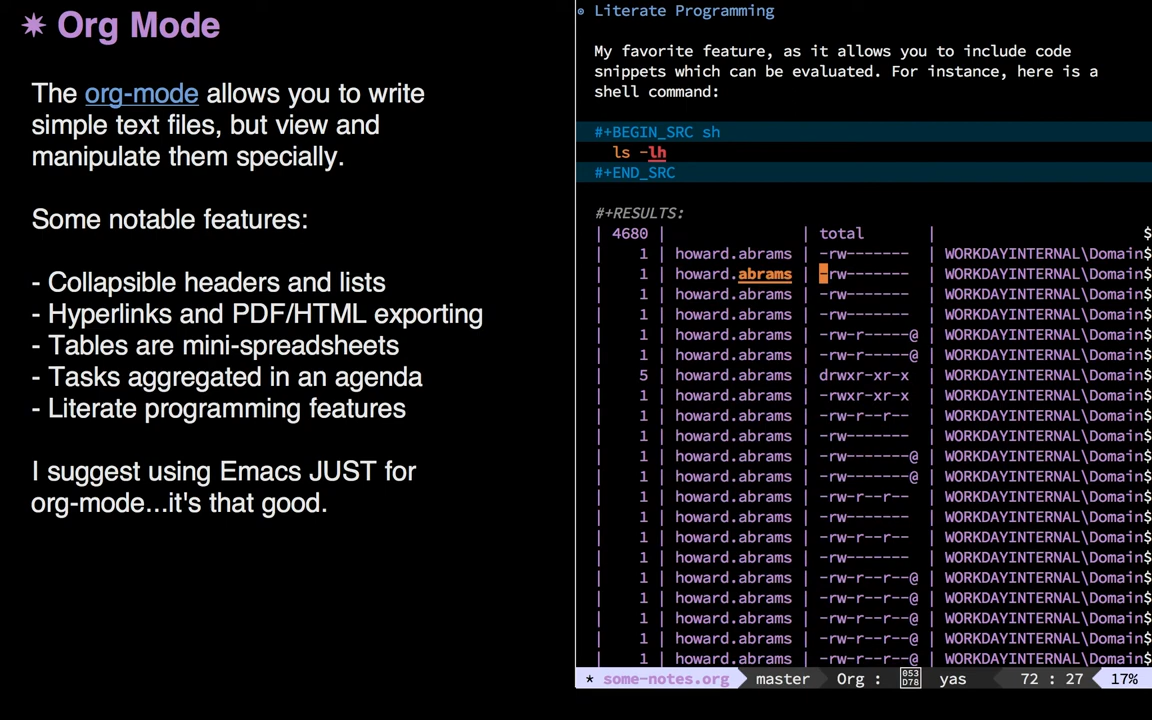 ✷ Org Mode
The org-mode allows you to write
simple text files, but view and
manipulate them specially.
Some notable features:
- Collapsible headers and lists
- Hyperlinks and PDF/HTML exporting
- Tables are mini-spreadsheets
- Tasks aggregated in an agenda
- Literate programming features
I suggest using Emacs JUST for
org-mode...it's that good.
Literate Programming
My favorite feature, as it allows you to include code
snippets which can be evaluated. For instance, here is a
shell command:
#+BEGIN_SRC sh
ls -lh
#+END_SRC
#+RESULTS:
| 4680 | | total | $
| 1 | howard.abrams | -rw------- | WORKDAYINTERNAL\Domain$
| 1 | howard.abrams | -rw------- | WORKDAYINTERNAL\Domain$
| 1 | howard.abrams | -rw------- | WORKDAYINTERNAL\Domain$
| 1 | howard.abrams | -rw------- | WORKDAYINTERNAL\Domain$
| 1 | howard.abrams | -rw-r-----@ | WORKDAYINTERNAL\Domain$
| 1 | howard.abrams | -rw-r-----@ | WORKDAYINTERNAL\Domain$
| 5 | howard.abrams | drwxr-xr-x | WORKDAYINTERNAL\Domain$
| 1 | howard.abrams | -rwxr-xr-x | WORKDAYINTERNAL\Domain$
| 1 | howard.abrams | -rw-r--r-- | WORKDAYINTERNAL\Domain$
| 1 | howard.abrams | -rw------- | WORKDAYINTERNAL\Domain$
| 1 | howard.abrams | -rw-r--r--@ | WORKDAYINTERNAL\Domain$
| 1 | howard.abrams | -rw-r--r--@ | WORKDAYINTERNAL\Domain$
| 1 | howard.abrams | -rw-r--r-- | WORKDAYINTERNAL\Domain$
| 1 | howard.abrams | -rw------- | WORKDAYINTERNAL\Domain$
| 1 | howard.abrams | -rw-r--r-- | WORKDAYINTERNAL\Domain$
| 1 | howard.abrams | -rw------- | WORKDAYINTERNAL\Domain$
| 1 | howard.abrams | -rw-r--r--@ | WORKDAYINTERNAL\Domain$
| 1 | howard.abrams | -rw-r--r--@ | WORKDAYINTERNAL\Domain$
| 1 | howard.abrams | -rw-r--r--@ | WORKDAYINTERNAL\Domain$
| 1 | howard.abrams | -rw-r--r--@ | WORKDAYINTERNAL\Domain$
| 1 | howard.abrams | -rw-r--r--@ | WORKDAYINTERNAL\Domain$
* some-notes.org master Org : 053 D78 yas 72 : 27 17%